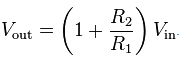 V_out = (1 + R_2/R_1) V_in.